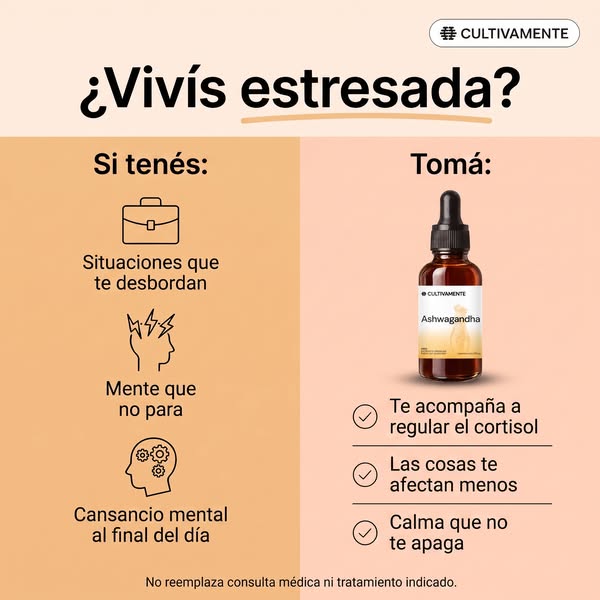 CULTIVAMENTE
¿Vivís estresada?
Si tenés:
Situaciones que
te desbordan
Mente que
no para
Cansancio mental
al final del día
Tomá:
CULTIVAMENTE
Ashwagandha
Te acompaña a
regular el cortisol
Las cosas te
afectan menos
Calma que no
te apaga
No reemplaza consulta médica ni tratamiento indicado.